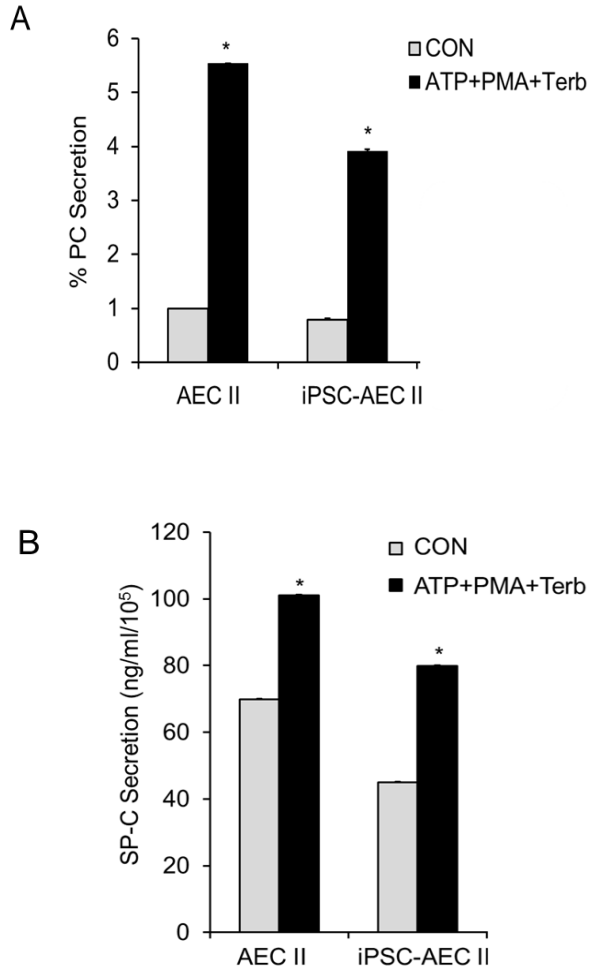 A
% PC Secretion
6
5
4
3
2
1
0
*
*
CON
ATP+PMA+Terb
AEC II
iPSC-AEC II
B
SP-C Secretion (ng/ml/10⁵)
120
100
80
60
40
20
0
*
*
CON
ATP+PMA+Terb
AEC II
iPSC-AEC II